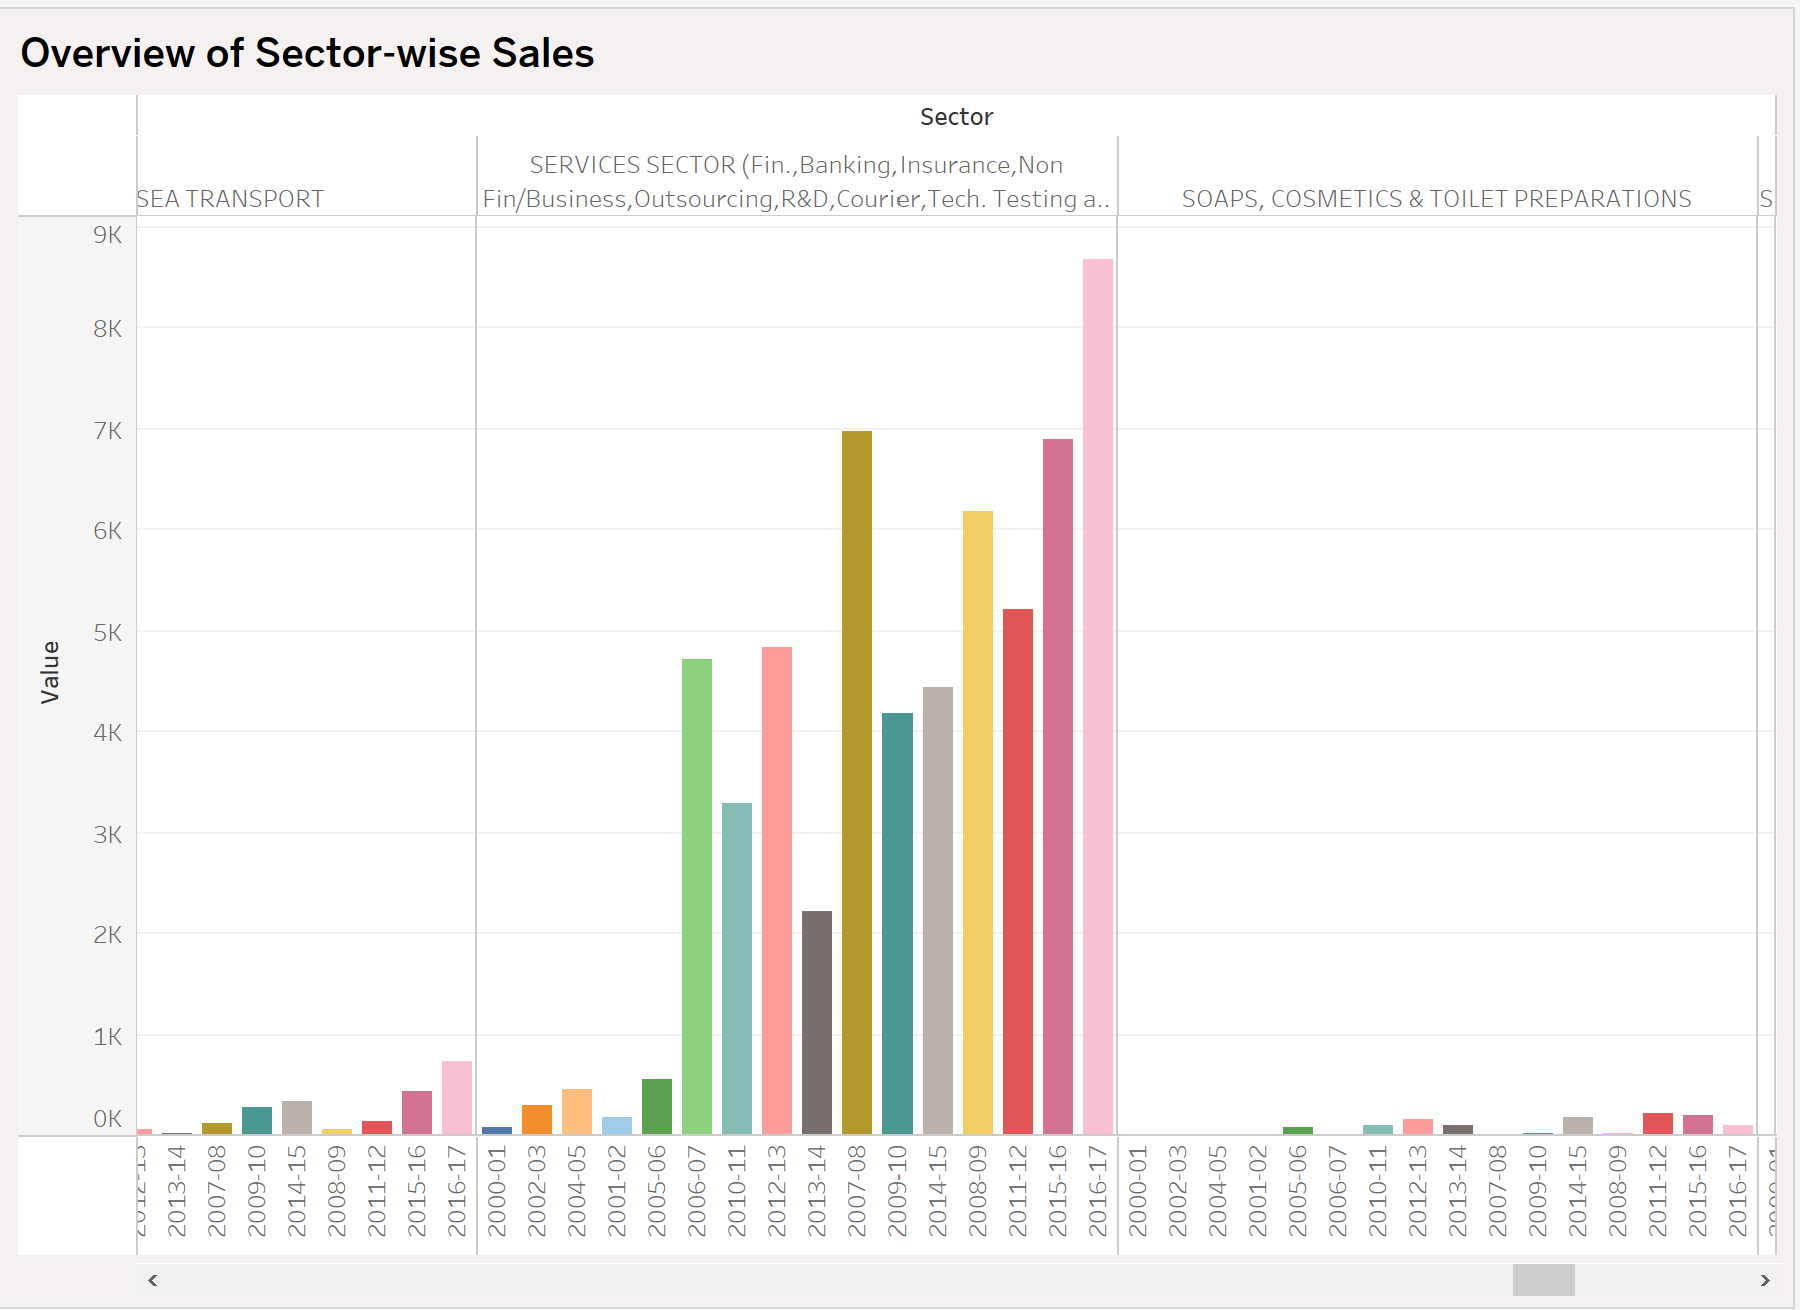 Overview of Sector-wise Sales
Sector
SEA TRANSPORT
SERVICES SECTOR (Fin.,Banking,Insurance,Non
Fin/Business,Outsourcing,R&D,Courier,Tech. Testing a..
SOAPS, COSMETICS & TOILET PREPARATIONS
S
Value
9K
8K
7K
6K
5K
4K
3K
2K
1K
0K
2012-13
2013-14
2007-08
2009-10
2014-15
2008-09
2011-12
2015-16
2016-17
2000-01
2002-03
2004-05
2001-02
2005-06
2006-07
2010-11
2012-13
2013-14
2007-08
2009-10
2014-15
2008-09
2011-12
2015-16
2016-17
2000-01
2002-03
2004-05
2001-02
2005-06
2006-07
2010-11
2012-13
2013-14
2007-08
2009-10
2014-15
2008-09
2011-12
2015-16
2016-17